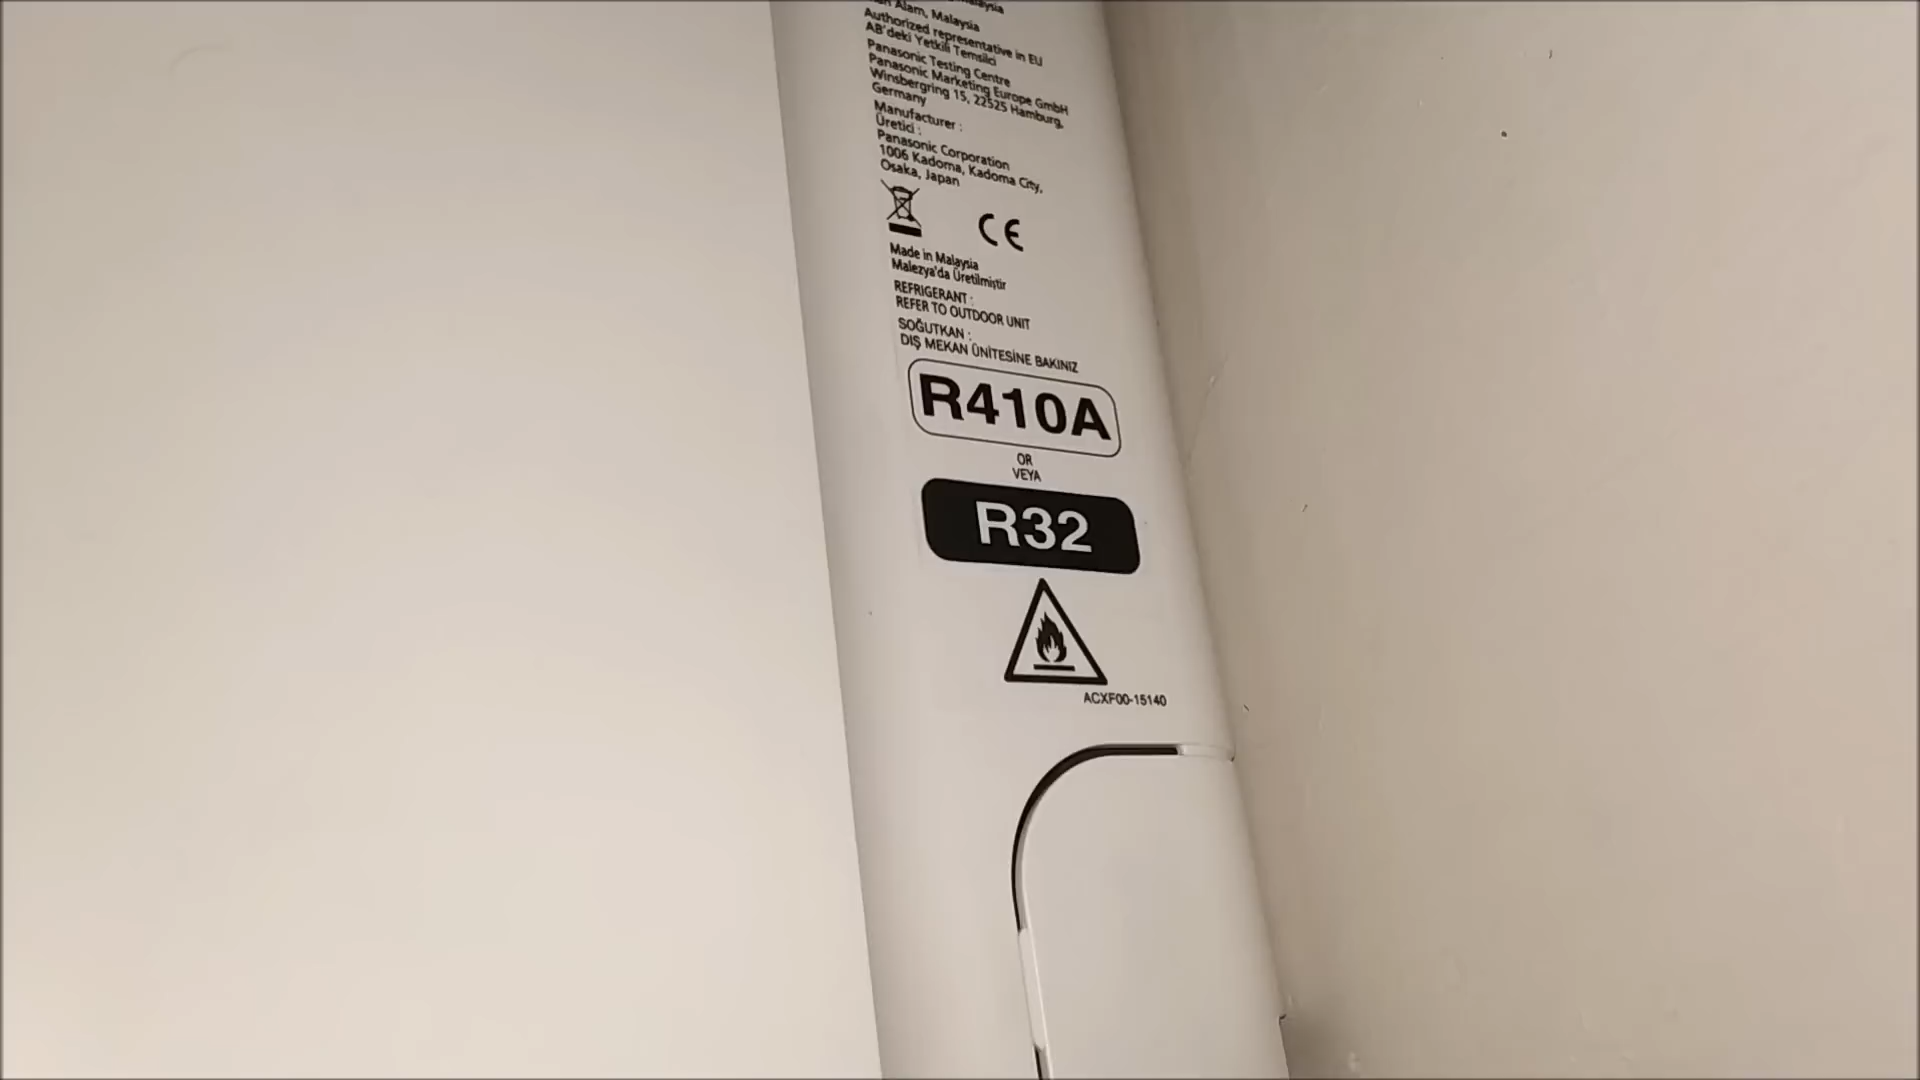 Alam, Malaysia
Authorized representative in EU
AB'deki Yetkili Temsilci
Panasonic Testing Centre
Panasonic Marketing Europe GmbH
Winsbergring 15, 22525 Hamburg,
Germany
Manufacturer :
Üretici :
Panasonic Corporation
1006 Kadoma, Kadoma City,
Osaka, Japan
CE
Made in Malaysia
Malezya'da Üretilmiştir
REFRIGERANT :
REFER TO OUTDOOR UNIT
SOĞUTKAN :
DIŞ MEKAN ÜNİTESİNE BAKINIZ
R410A
OR
VEYA
R32
ACXF00-15140